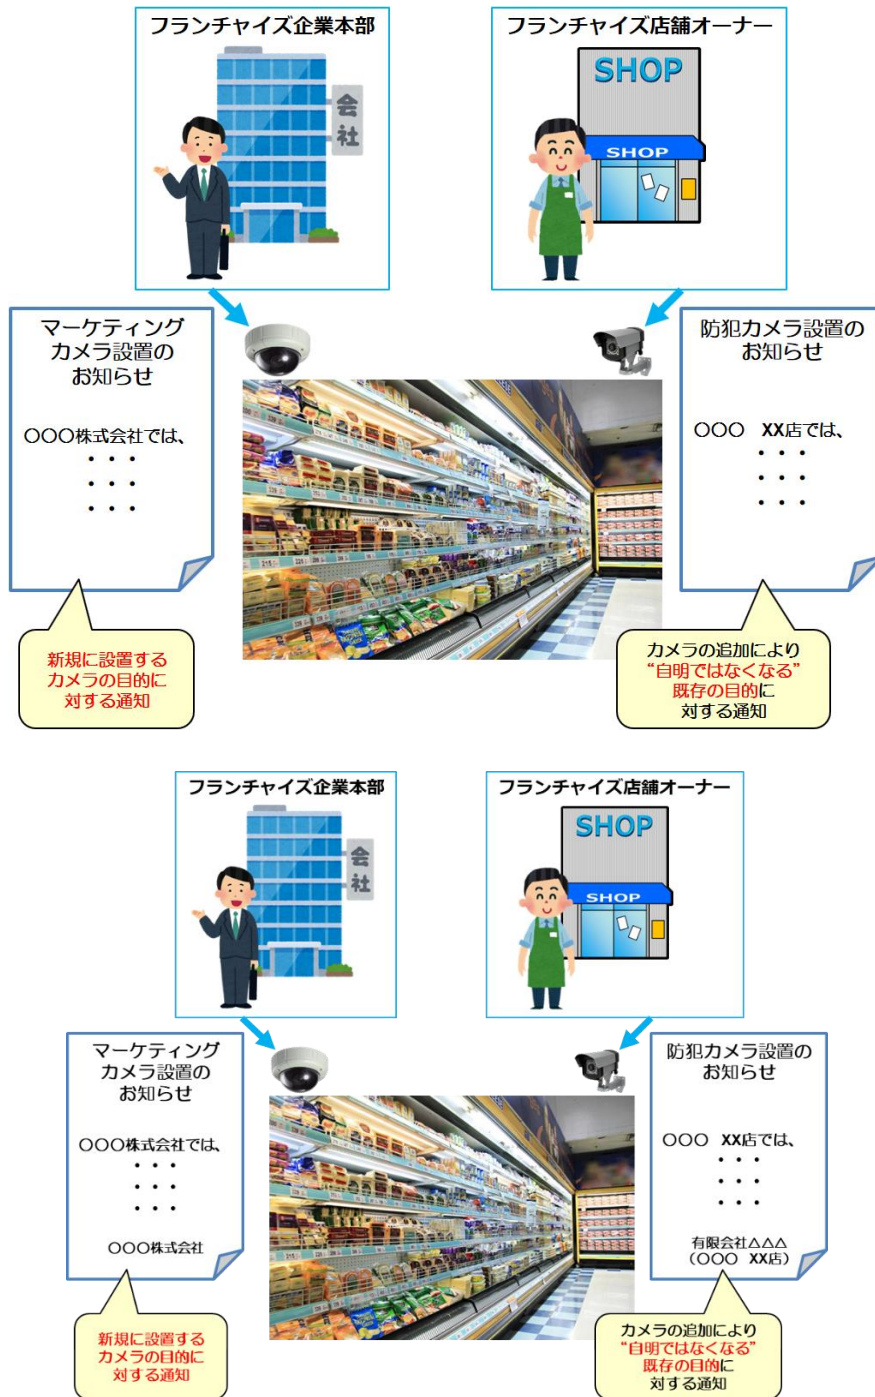 フランチャイズ企業本部
フランチャイズ店舗オーナー
会社
SHOP
SHOP
マーケティング
カメラ設置の
お知らせ
〇〇〇株式会社では、
・・・
・・・
・・・
防犯カメラ設置の
お知らせ
〇〇〇 XX店では、
・・・
・・・
・・・
新規に設置する
カメラの目的に
対する通知
カメラの追加により
“自明ではなくなる”
既存の目的に
対する通知
フランチャイズ企業本部
フランチャイズ店舗オーナー
会社
SHOP
SHOP
マーケティング
カメラ設置の
お知らせ
〇〇〇株式会社では、
・・・
・・・
・・・
〇〇〇株式会社
防犯カメラ設置の
お知らせ
〇〇〇 XX店では、
・・・
・・・
・・・
有限会社△△△
（〇〇〇 XX店）
新規に設置する
カメラの目的に
対する通知
カメラの追加により
“自明ではなくなる”
既存の目的に
対する通知